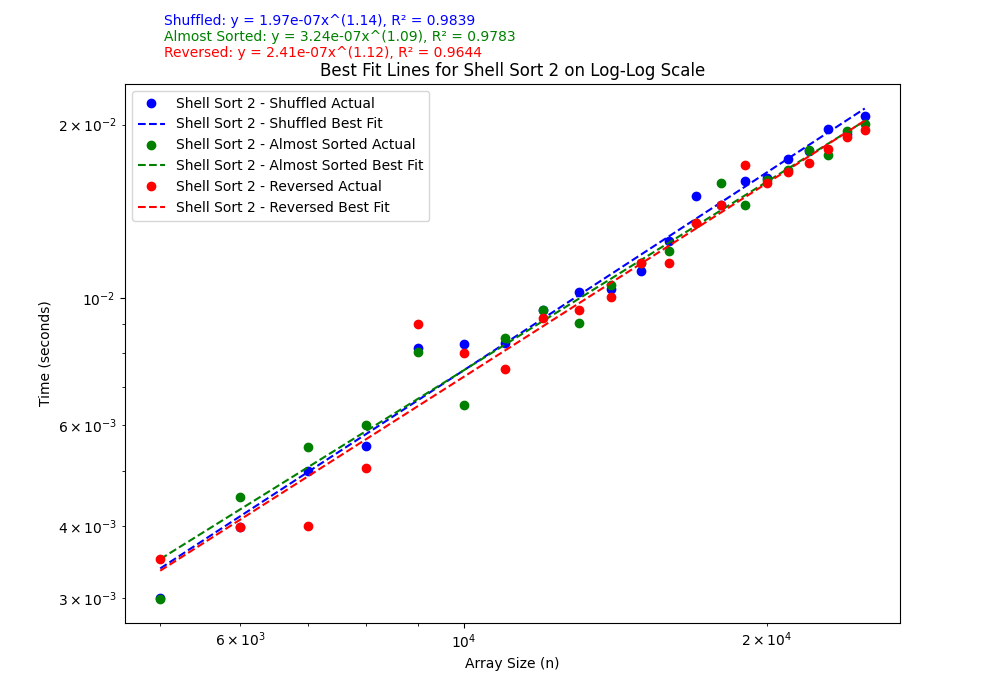 Shuffled: y = 1.97e-07x^(1.14), R² = 0.9839
Almost Sorted: y = 3.24e-07x^(1.09), R² = 0.9783
Reversed: y = 2.41e-07x^(1.12), R² = 0.9644
Best Fit Lines for Shell Sort 2 on Log-Log Scale
Shell Sort 2 - Shuffled Actual
Shell Sort 2 - Shuffled Best Fit
Shell Sort 2 - Almost Sorted Actual
Shell Sort 2 - Almost Sorted Best Fit
Shell Sort 2 - Reversed Actual
Shell Sort 2 - Reversed Best Fit
Time (seconds)
2 × 10⁻²
10⁻²
6 × 10⁻³
4 × 10⁻³
3 × 10⁻³
6 × 10³
10⁴
2 × 10⁴
Array Size (n)